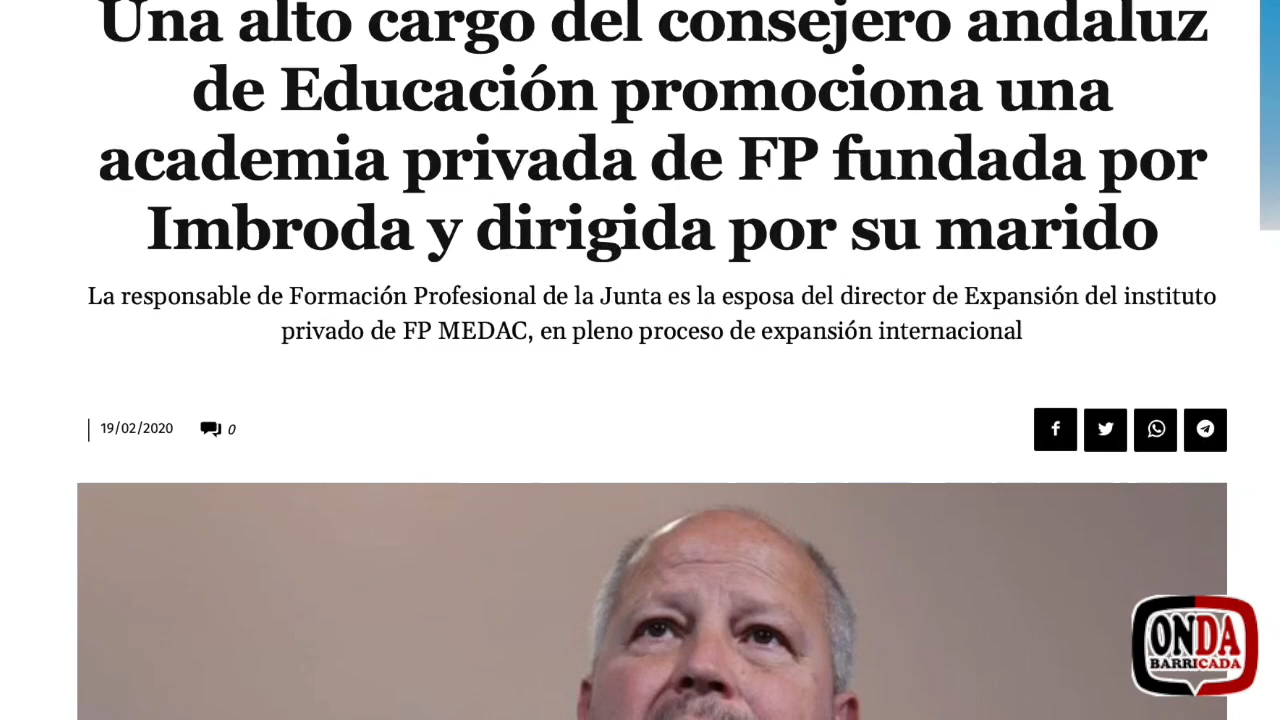 Una alto cargo del consejero andaluz
de Educación promociona una
academia privada de FP fundada por
Imbroda y dirigida por su marido
La responsable de Formación Profesional de la Junta es la esposa del director de Expansión del instituto
privado de FP MEDAC, en pleno proceso de expansión internacional
19/02/2020 0
ONDA
BARRICADA